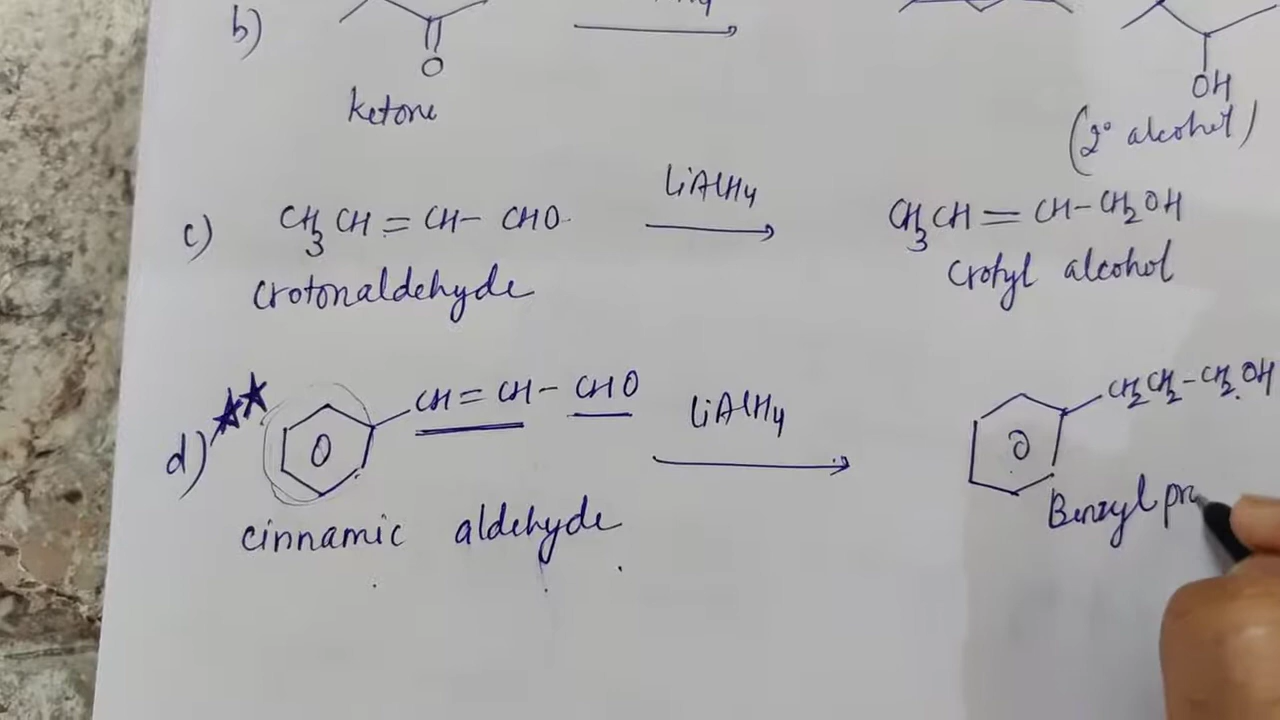 b)
O
OH
ketone
(2° alcohol)
LiAlH4
c) CH3CH=CH-CHO
CH3CH=CH-CH2OH
Crotonaldehyde
Crotyl alcohol
d) CH=CH-CHO
LiAlH4
CH2CH2-CH2OH
cinnamic aldehyde
Benzyl pr